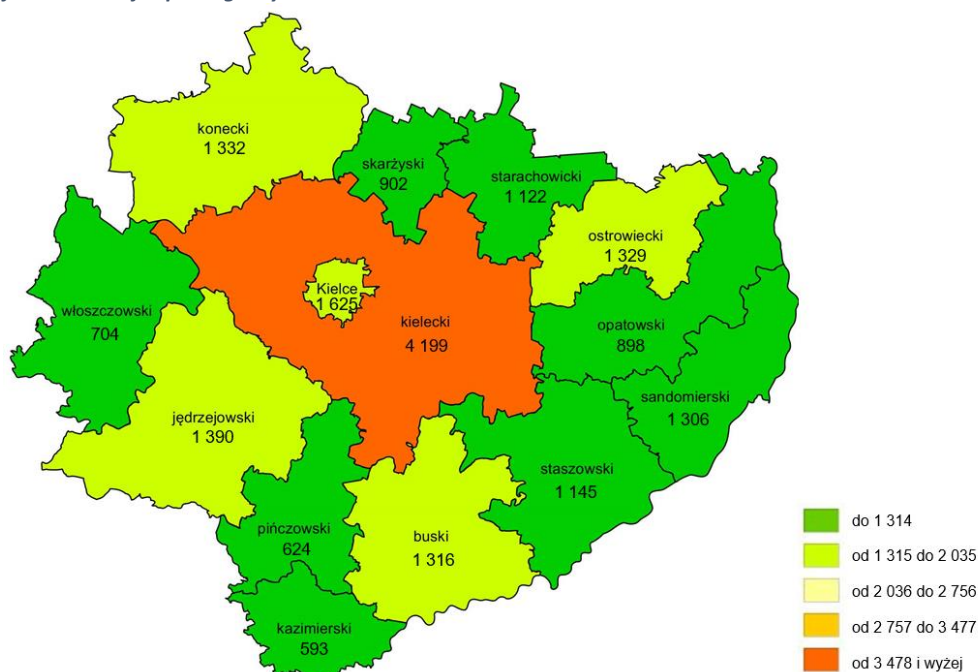 konecki
1 332
skarżyski
902
starachowicki
1 122
ostrowiecki
1 329
Kielce
1 625
włoszczowski
704
kielecki
4 199
opatowski
898
sandomierski
1 306
jędrzejowski
1 390
staszowski
1 145
pińczowski
624
buski
1 316
kazimierski
593
do 1 314
od 1 315 do 2 035
od 2 036 do 2 756
od 2 757 do 3 477
od 3 478 i wyżej